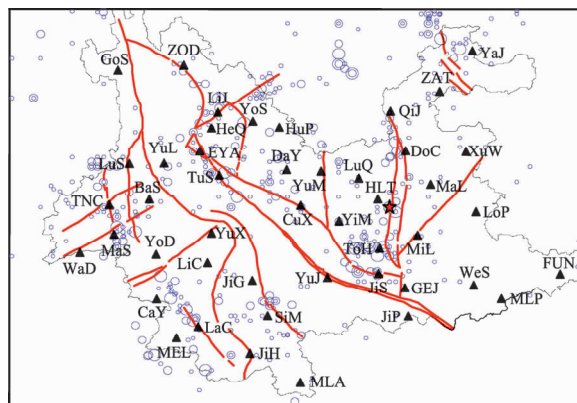 ZOD
YaJ
GoS
ZAT
LiJ
YoS
QiJ
HeQ
HuP
EYA
DoC
XuW
YuL
LuS
DaY
LuQ
TuS
YuM
MaL
BaS
HLT
TNC
CuX
LoP
YiM
YuX
MaS
ToH
MiL
YoD
WaD
LiC
FUN
JiG
YuJ
JiS
WeS
GEJ
CaY
MLP
SiM
JiP
LaC
MEL
JiH
MLA